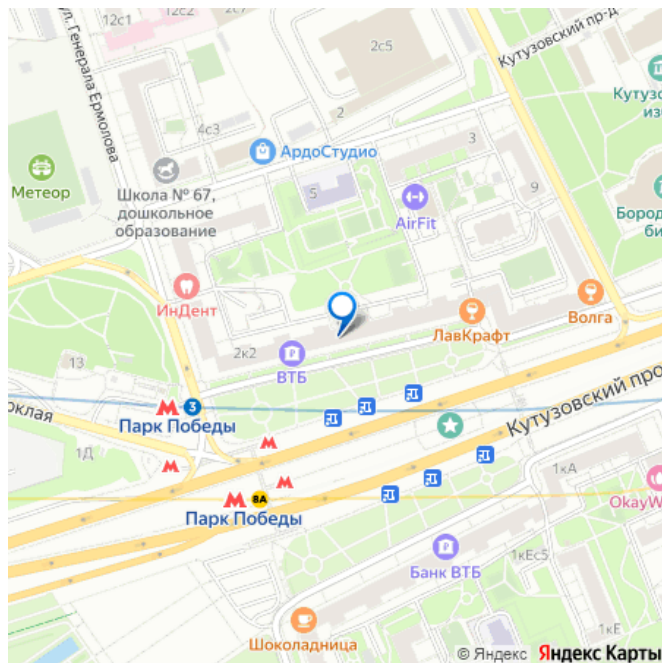 12с1
12с2
ул. Генерала Ермолова
2с5
Кутузовский пр-д
2
4с3
3
Кутузо
из
АрдоСтудио
Метеор
Школа № 67,
дошкольное
образование
5
9
AirFit
Бород
би
ИнДент
Волга
ЛавКрафт
2к2
ВТБ
13
3
Парк Победы
Кутузовский про
оклая
1Д
8А
Парк Победы
1кА
OkayW
Банк ВТБ
1кЕс5
1кЕ
Шоколадница
© Яндекс Яндекс Карты